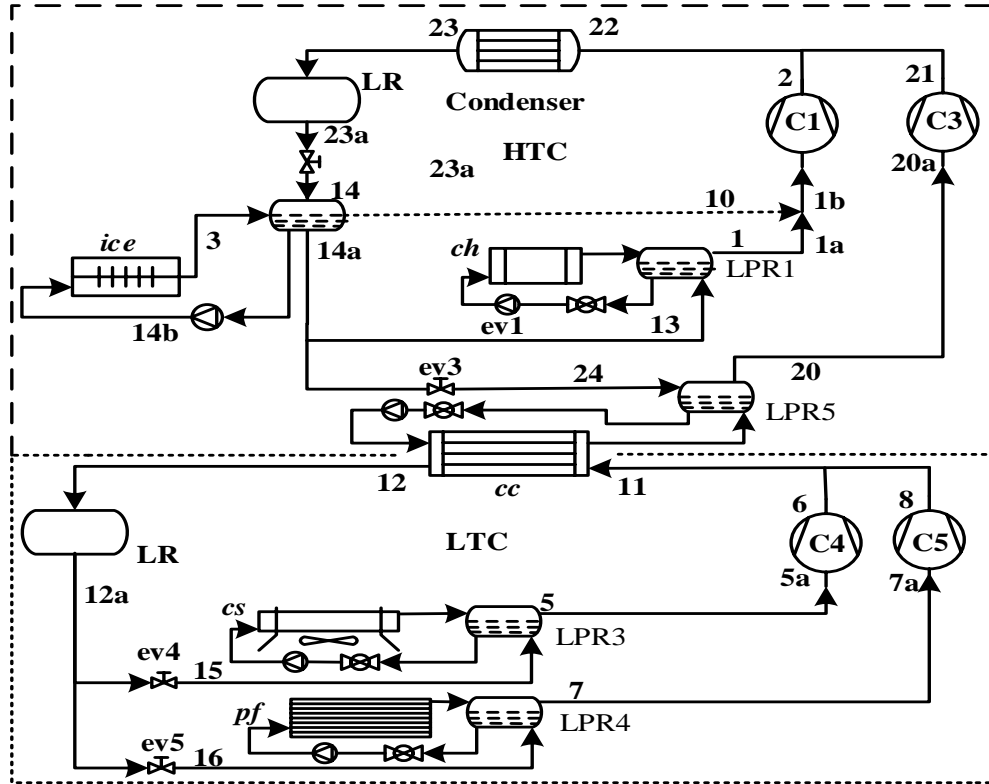 23
22
2
21
LR
Condenser
C1
C3
23a
HTC
23a
20a
14
10
1b
3
14a
1
1a
ice
ch
LPR1
14b
ev1
13
ev3
24
20
LPR5
12
cc
11
6
8
LR
LTC
C4
C5
5a
7a
12a
cs
5
LPR3
ev4
15
pf
7
LPR4
ev5
16